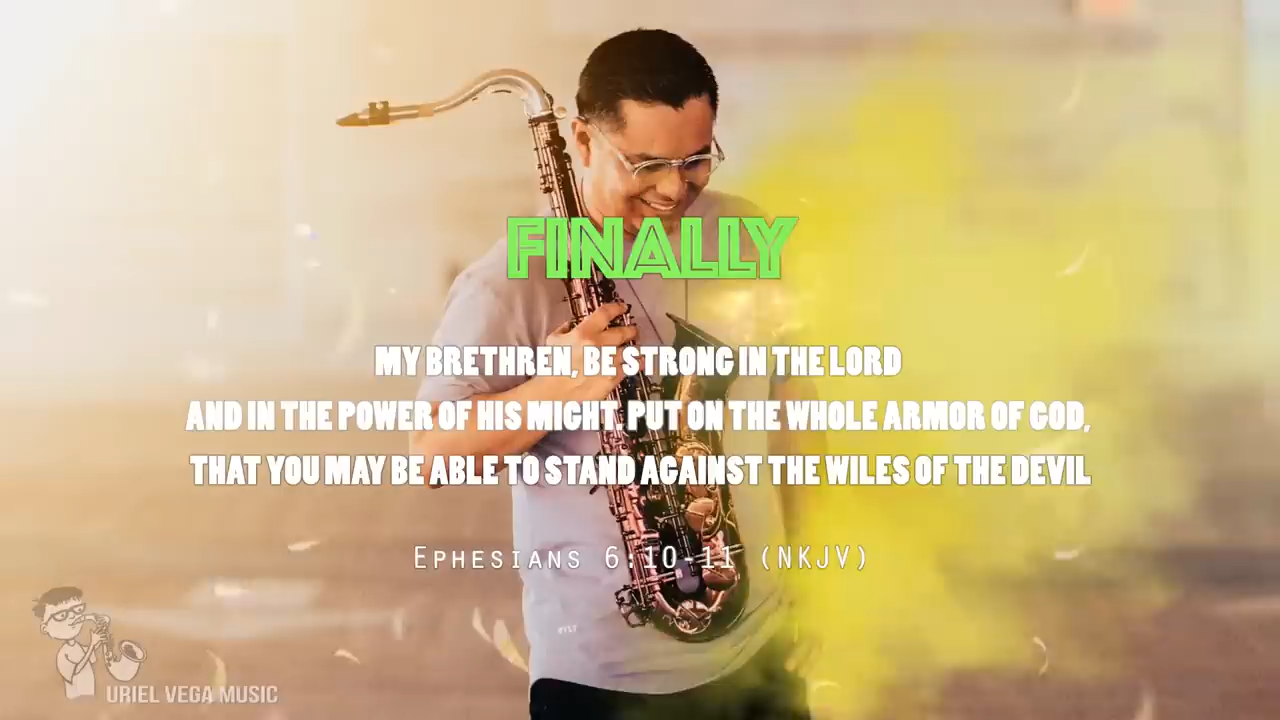 FINALLY
MY BRETHREN, BE STRONG IN THE LORD
AND IN THE POWER OF HIS MIGHT. PUT ON THE WHOLE ARMOR OF GOD,
THAT YOU MAY BE ABLE TO STAND AGAINST THE WILES OF THE DEVIL
EPHESIANS 6:10-11 (NKJV)
URIEL VEGA MUSIC